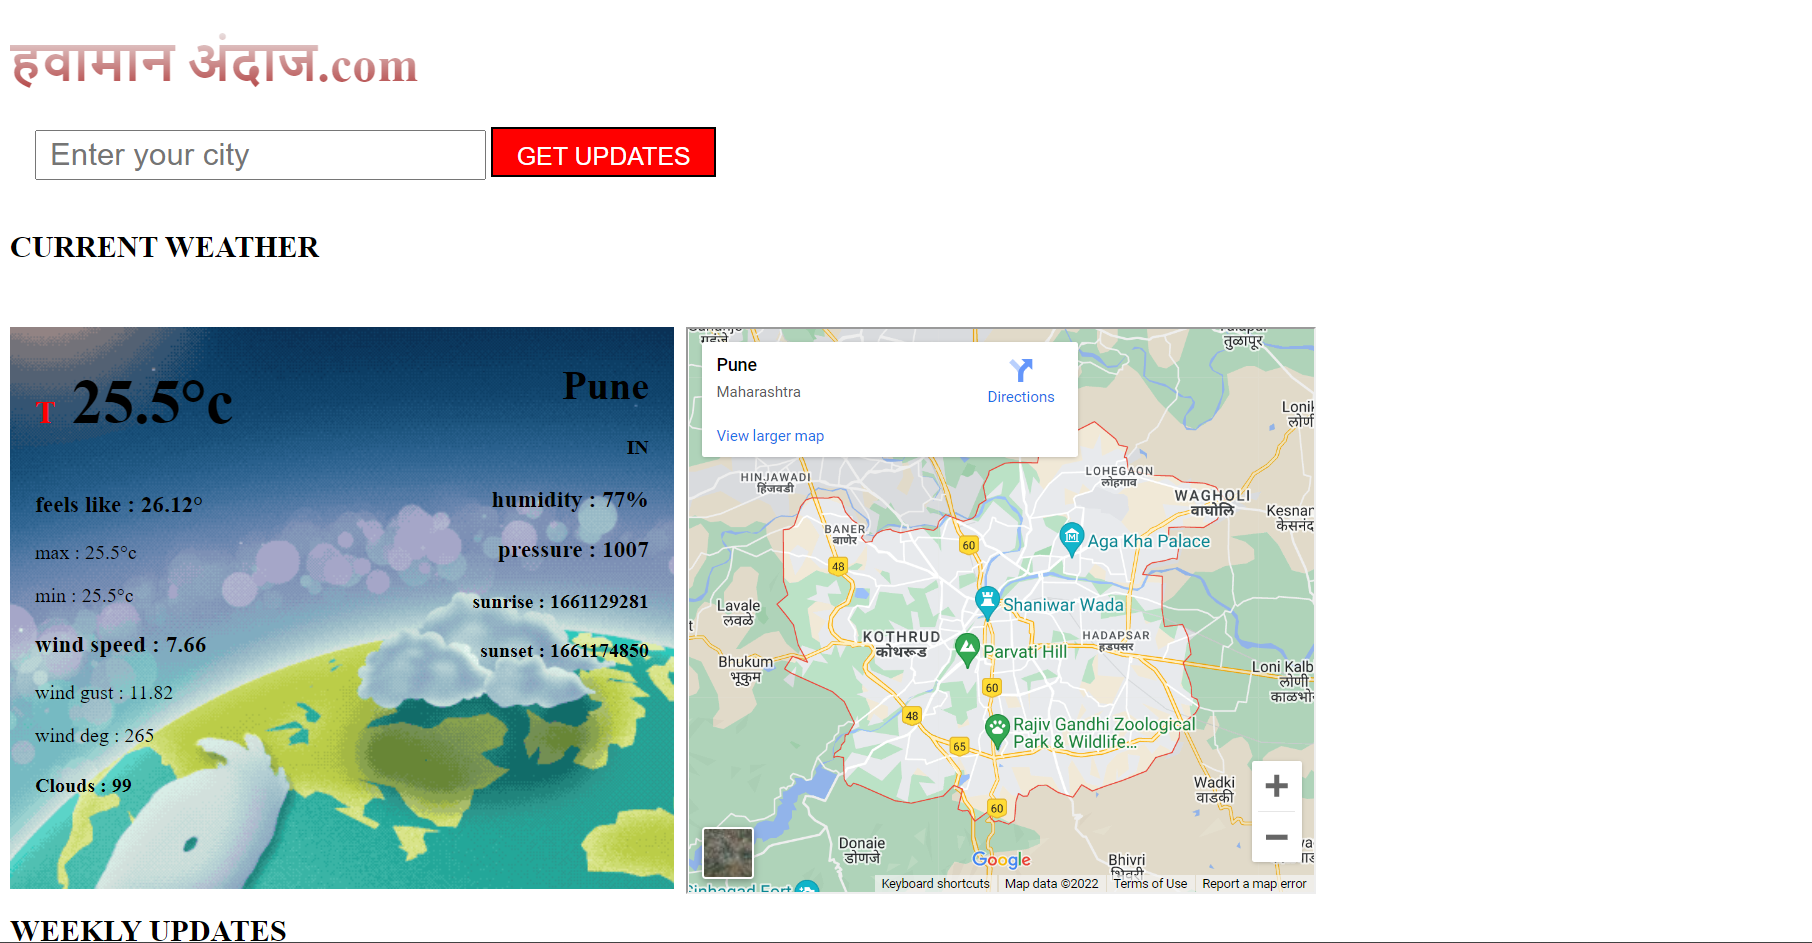 हवामान अंदाज.com
Enter your city
GET UPDATES
CURRENT WEATHER
T 25.5°c
Pune
IN
feels like : 26.12°
humidity : 77%
max : 25.5°c
pressure : 1007
min : 25.5°c
sunrise : 1661129281
wind speed : 7.66
sunset : 1661174850
wind gust : 11.82
wind deg : 265
Clouds : 99
Pune
Maharashtra
Directions
View larger map
तुळापूर
LOHEGAON
लोहगाव
HINJAWADI
हिंजवडी
WAGHOLI
वाघोलि
Kesnan
केसनंद
BANER
बाणेर
60
Aga Kha Palace
48
Lavale
लवळे
Shaniwar Wada
KOTHRUD
कोथरूड
HADAPSAR
हडपसर
Parvati Hill
Bhukum
भूकुम
Loni Kalb
लोणी
काळभो
60
48
Rajiv Gandhi Zoological
Park & Wildlife...
65
Wadki
वाडकी
60
Donaje
डोणजे
Google
Bhivri
Keyboard shortcuts
Map data ©2022
Terms of Use
Report a map error
WEEKLY UPDATES